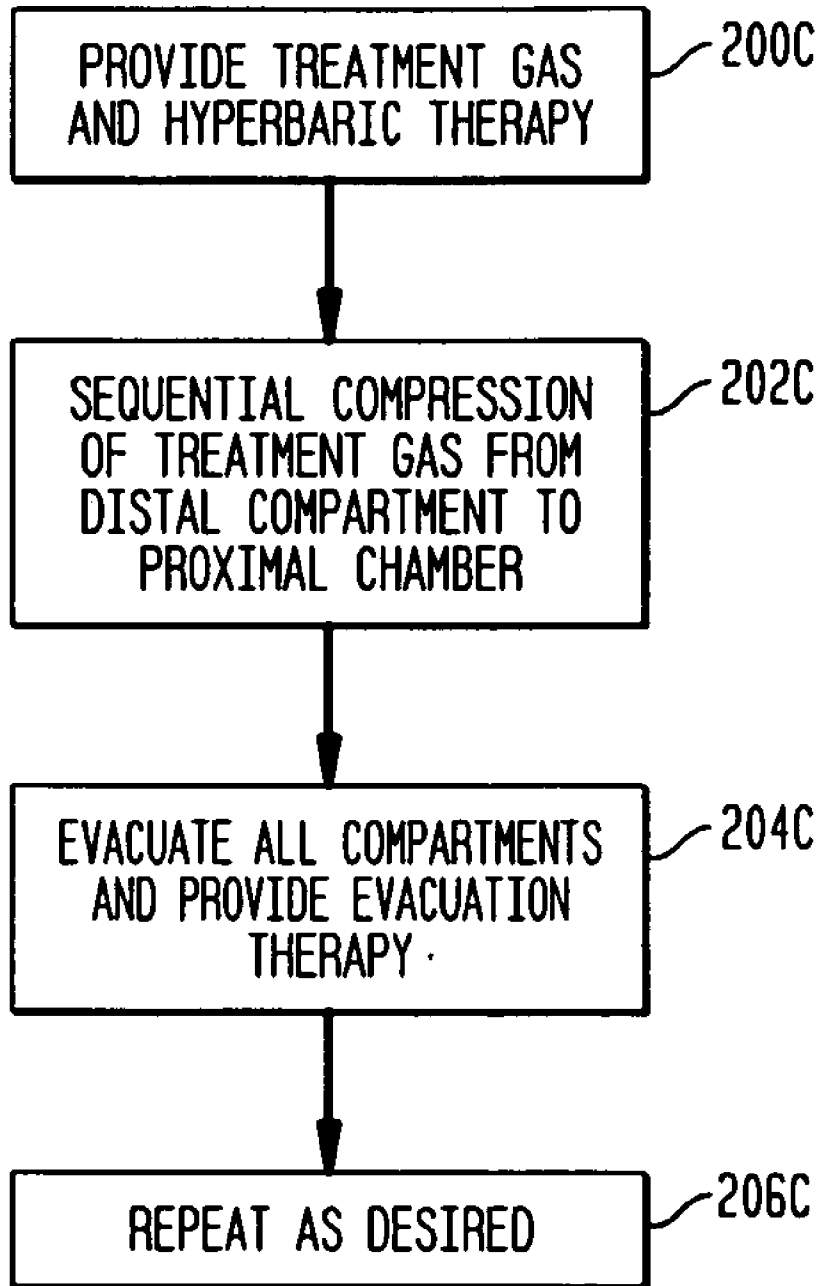 PROVIDE TREATMENT GAS
AND HYPERBARIC THERAPY
200C
SEQUENTIAL COMPRESSION
OF TREATMENT GAS FROM
DISTAL COMPARTMENT TO
PROXIMAL CHAMBER
202C
EVACUATE ALL COMPARTMENTS
AND PROVIDE EVACUATION
THERAPY
204C
REPEAT AS DESIRED
206C